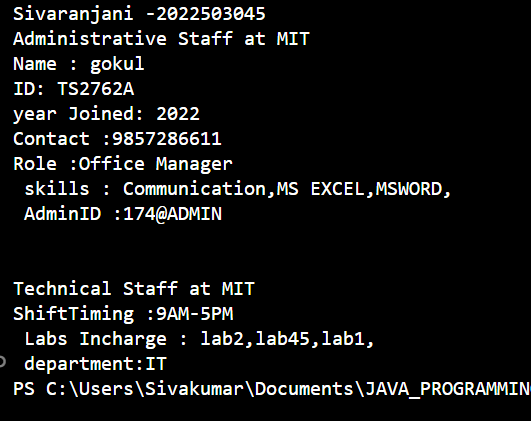 Sivaranjani -2022503045
Administrative Staff at MIT
Name : gokul
ID: TS2762A
year Joined: 2022
Contact :9857286611
Role :Office Manager
skills : Communication,MS EXCEL,MSWORD,
AdminID :174@ADMIN
Technical Staff at MIT
ShiftTiming :9AM-5PM
Labs Incharge : lab2,lab45,lab1,
department:IT
PS C:\Users\Sivakumar\Documents\JAVA_PROGRAMMIN